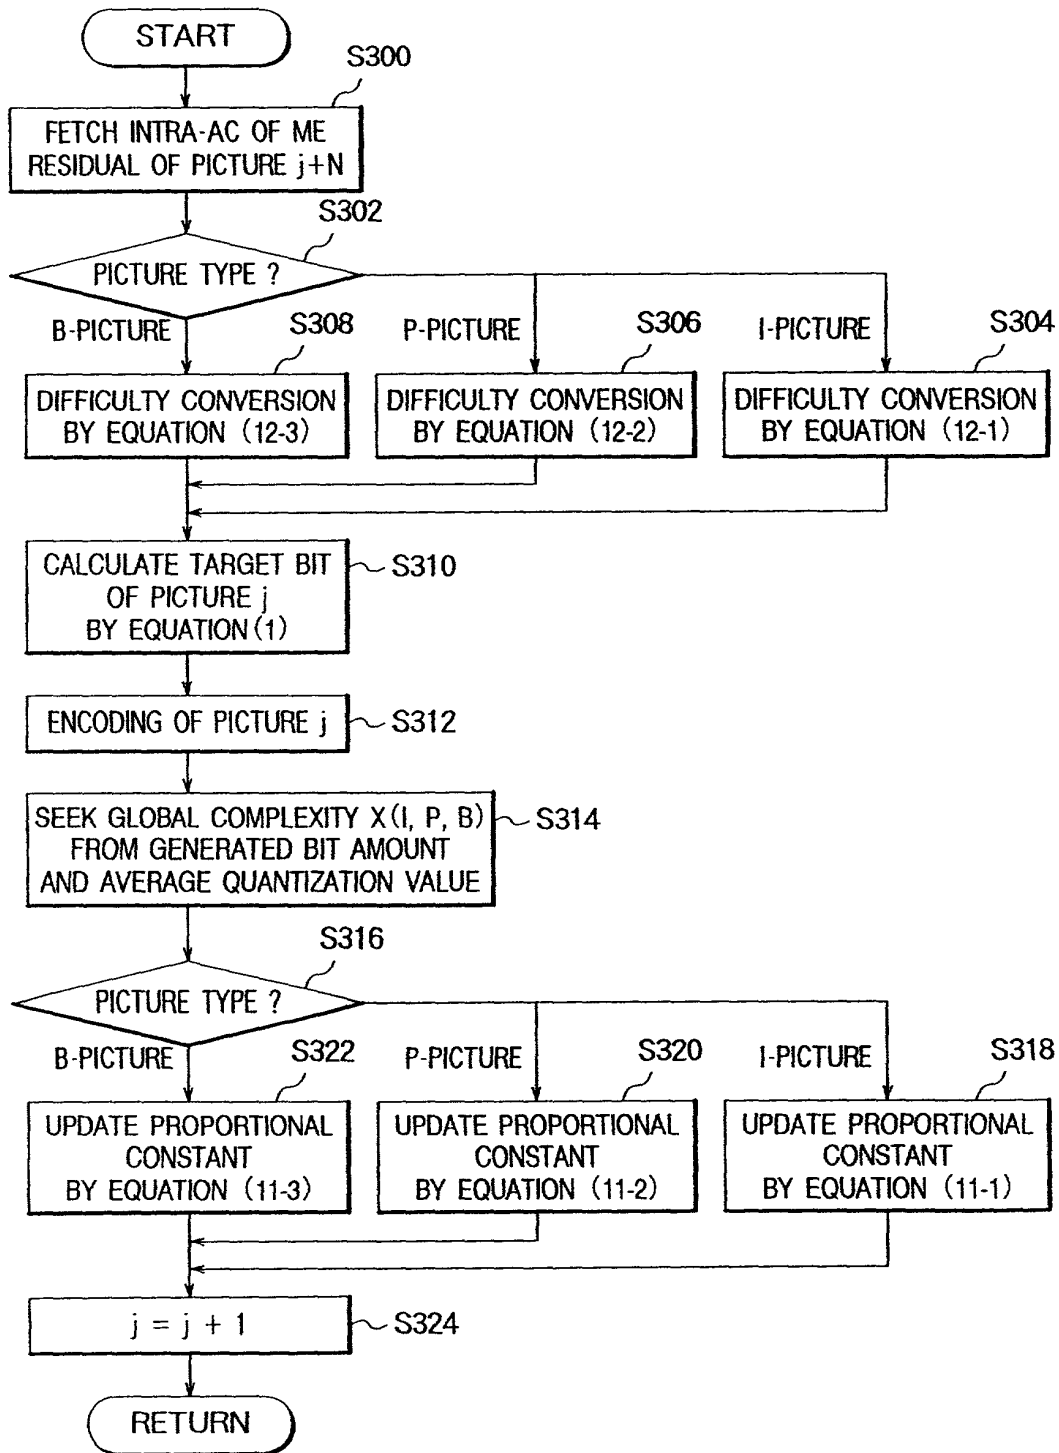 START
S300
FETCH INTRA-AC OF ME
RESIDUAL OF PICTURE j+N
S302
PICTURE TYPE ?
B-PICTURE
S308
P-PICTURE
S306
I-PICTURE
S304
DIFFICULTY CONVERSION
BY EQUATION (12-3)
DIFFICULTY CONVERSION
BY EQUATION (12-2)
DIFFICULTY CONVERSION
BY EQUATION (12-1)
CALCULATE TARGET BIT
OF PICTURE j
BY EQUATION(1)
S310
ENCODING OF PICTURE j
S312
SEEK GLOBAL COMPLEXITY X(I, P, B)
FROM GENERATED BIT AMOUNT
AND AVERAGE QUANTIZATION VALUE
S314
S316
PICTURE TYPE ?
B-PICTURE
S322
P-PICTURE
S320
I-PICTURE
S318
UPDATE PROPORTIONAL
CONSTANT
BY EQUATION (11-3)
UPDATE PROPORTIONAL
CONSTANT
BY EQUATION (11-2)
UPDATE PROPORTIONAL
CONSTANT
BY EQUATION (11-1)
j = j + 1
S324
RETURN